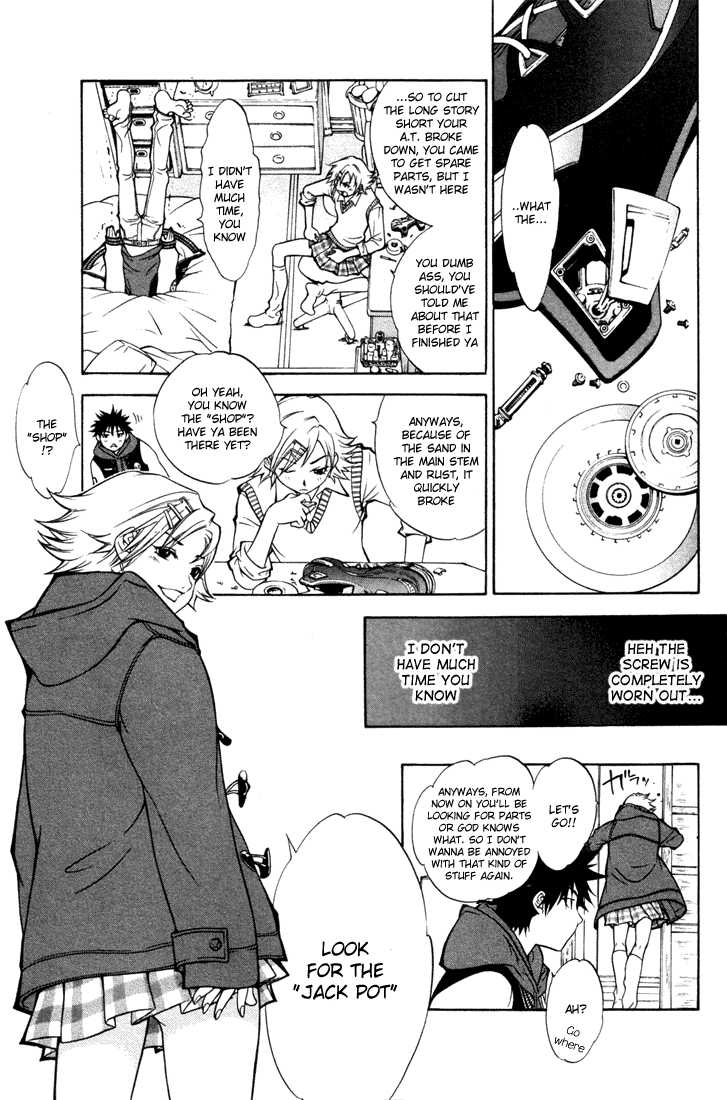 ..WHAT
THE...
...SO TO CUT
THE LONG STORY
SHORT YOUR
A.T. BROKE
DOWN, YOU CAME
TO GET SPARE
PARTS, BUT I
WASN'T HERE
YOU DUMB
ASS, YOU
SHOULD'VE
TOLD ME
ABOUT THAT
BEFORE I
FINISHED YA
I DIDN'T
HAVE
MUCH
TIME,
YOU
KNOW
ANYWAYS,
BECAUSE OF
THE SAND IN
THE MAIN STEM
AND RUST, IT
QUICKLY
BROKE
OH YEAH,
YOU KNOW
THE "SHOP"?
HAVE YA BEEN
THERE YET?
THE
"SHOP"
!?
HEH THE
SCREW IS
COMPLETELY
WORN OUT...
I DON'T
HAVE MUCH
TIME YOU
KNOW
ガラッ
LET'S
GO!!
ANYWAYS, FROM
NOW ON YOU'LL BE
LOOKING FOR PARTS
OR GOD KNOWS
WHAT. SO I DON'T
WANNA BE ANNOYED
WITH THAT KIND OF
STUFF AGAIN.
AH?
Go
where
LOOK
FOR THE
"JACK POT"